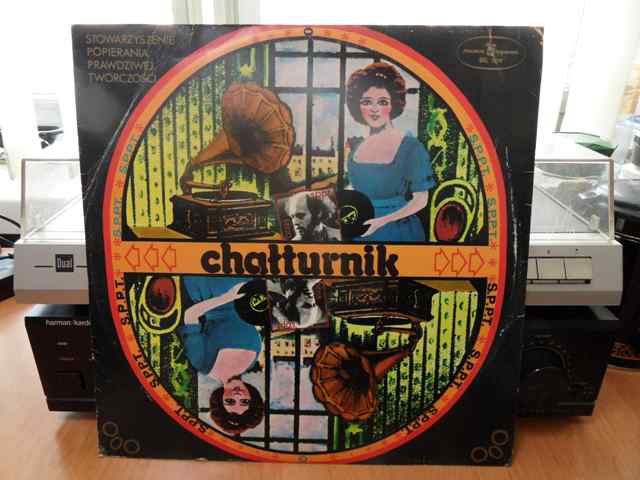 STOWARZYSZENIE
POPIERANIA
PRAWDZIWEJ
TWÓRCZOŚCI
S.P.P.T.
S.P.P.T.
S.P.P.T.
chałturnik
S.P.P.T.
S.P.P.T.
S.P.P.T.
S.P.P.T.
Dual
harman/kardon